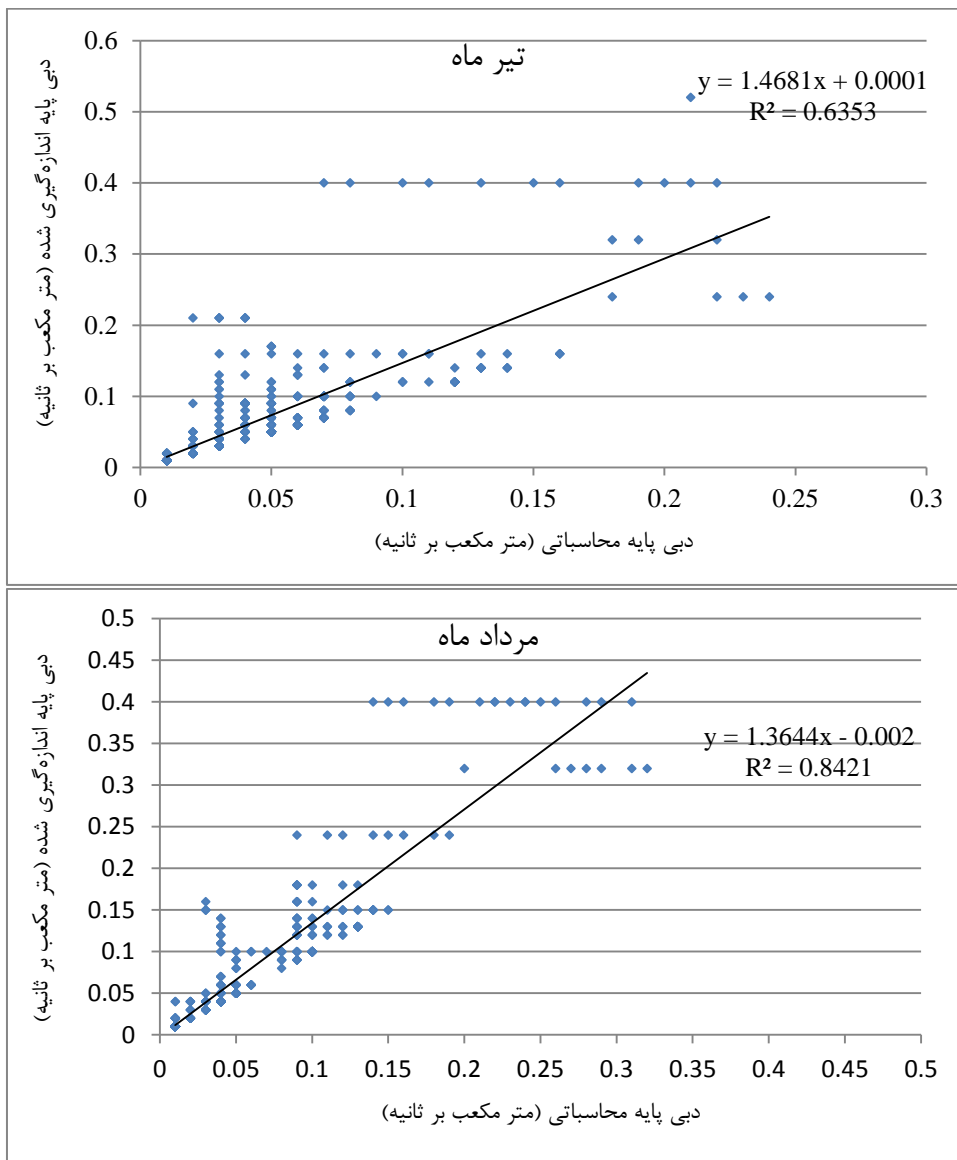 تیر ماه
y = 1.4681x + 0.0001
R² = 0.6353
دبی پایه اندازه‌گیری شده (متر مکعب بر ثانیه)
0.6
0.5
0.4
0.3
0.2
0.1
0
0 0.05 0.1 0.15 0.2 0.25 0.3
دبی پایه محاسباتی (متر مکعب بر ثانیه)
مرداد ماه
y = 1.3644x - 0.002
R² = 0.8421
دبی پایه اندازه‌گیری شده (متر مکعب بر ثانیه)
0.5
0.45
0.4
0.35
0.3
0.25
0.2
0.15
0.1
0.05
0
0 0.05 0.1 0.15 0.2 0.25 0.3 0.35 0.4 0.45 0.5
دبی پایه محاسباتی (متر مکعب بر ثانیه)